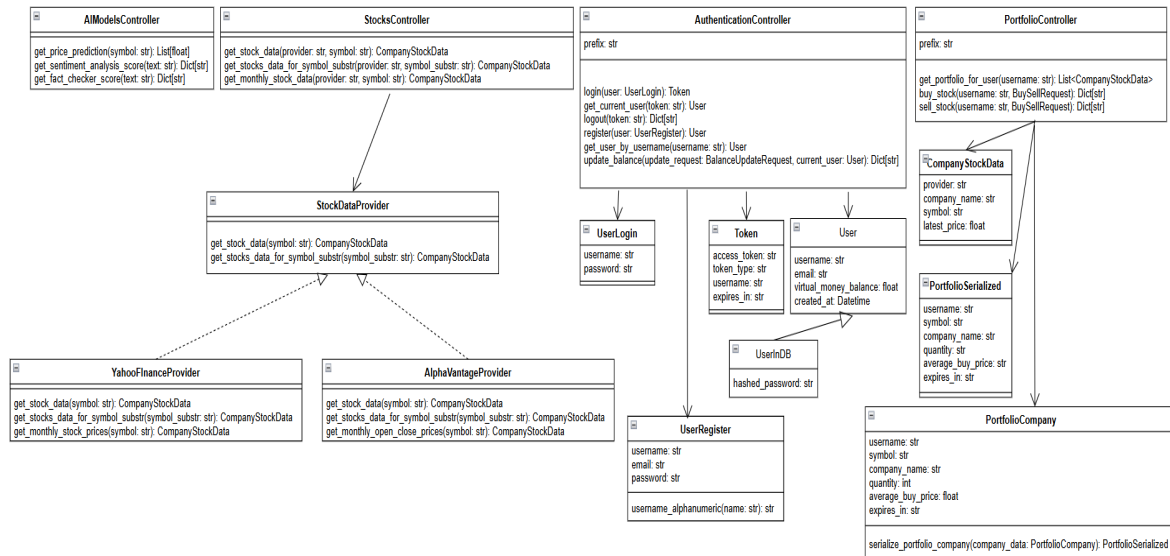 AIModelsController
get_price_prediction(symbol: str): List[float]
get_sentiment_analysis_score(text: str): Dict[str]
get_fact_checker_score(text: str): Dict[str]
StocksController
get_stock_data(provider: str, symbol: str): CompanyStockData
get_stocks_data_for_symbol_substr(provider: str, symbol_substr: str): CompanyStockData
get_monthly_stock_data(provider: str, symbol: str): CompanyStockData
AuthenticationController
prefix: str
login(user: UserLogin): Token
get_current_user(token: str): User
logout(token: str): Dict[str]
register(user: UserRegister): User
get_user_by_username(username: str): User
update_balance(update_request: BalanceUpdateRequest, current_user: User): Dict[str]
PortfolioController
prefix: str
get_portfolio_for_user(username: str): List<CompanyStockData>
buy_stock(username: str, BuySellRequest): Dict[str]
sell_stock(username: str, BuySellRequest): Dict[str]
CompanyStockData
provider: str
company_name: str
symbol: str
latest_price: float
StockDataProvider
get_stock_data(symbol: str): CompanyStockData
get_stocks_data_for_symbol_substr(symbol_substr: str): CompanyStockData
UserLogin
username: str
password: str
Token
access_token: str
token_type: str
username: str
expires_in: str
User
username: str
email: str
virtual_money_balance: float
created_at: Datetime
PortfolioSerialized
username: str
symbol: str
company_name: str
quantity: str
average_buy_price: str
expires_in: str
UserInDB
hashed_password: str
YahooFInanceProvider
get_stock_data(symbol: str): CompanyStockData
get_stocks_data_for_symbol_substr(symbol_substr: str): CompanyStockData
get_monthly_stock_prices(symbol: str): CompanyStockData
AlphaVantageProvider
get_stock_data(symbol: str): CompanyStockData
get_stocks_data_for_symbol_substr(symbol_substr: str): CompanyStockData
get_monthly_open_close_prices(symbol: str): CompanyStockData
UserRegister
username: str
email: str
password: str
username_alphanumeric(name: str): str
PortfolioCompany
username: str
symbol: str
company_name: str
quantity: int
average_buy_price: float
expires_in: str
serialize_portfolio_company(company_data: PortfolioCompany): PortfolioSerialized